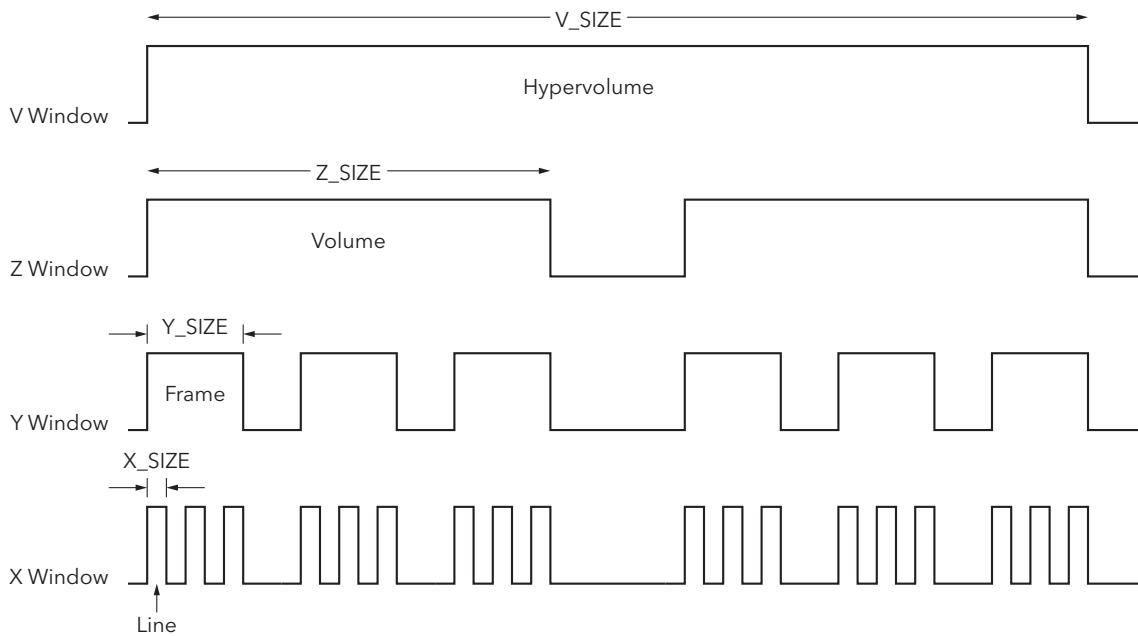 V_SIZE
Hypervolume
V Window
Z_SIZE
Volume
Z Window
Y_SIZE
Frame
Y Window
X_SIZE
X Window
Line